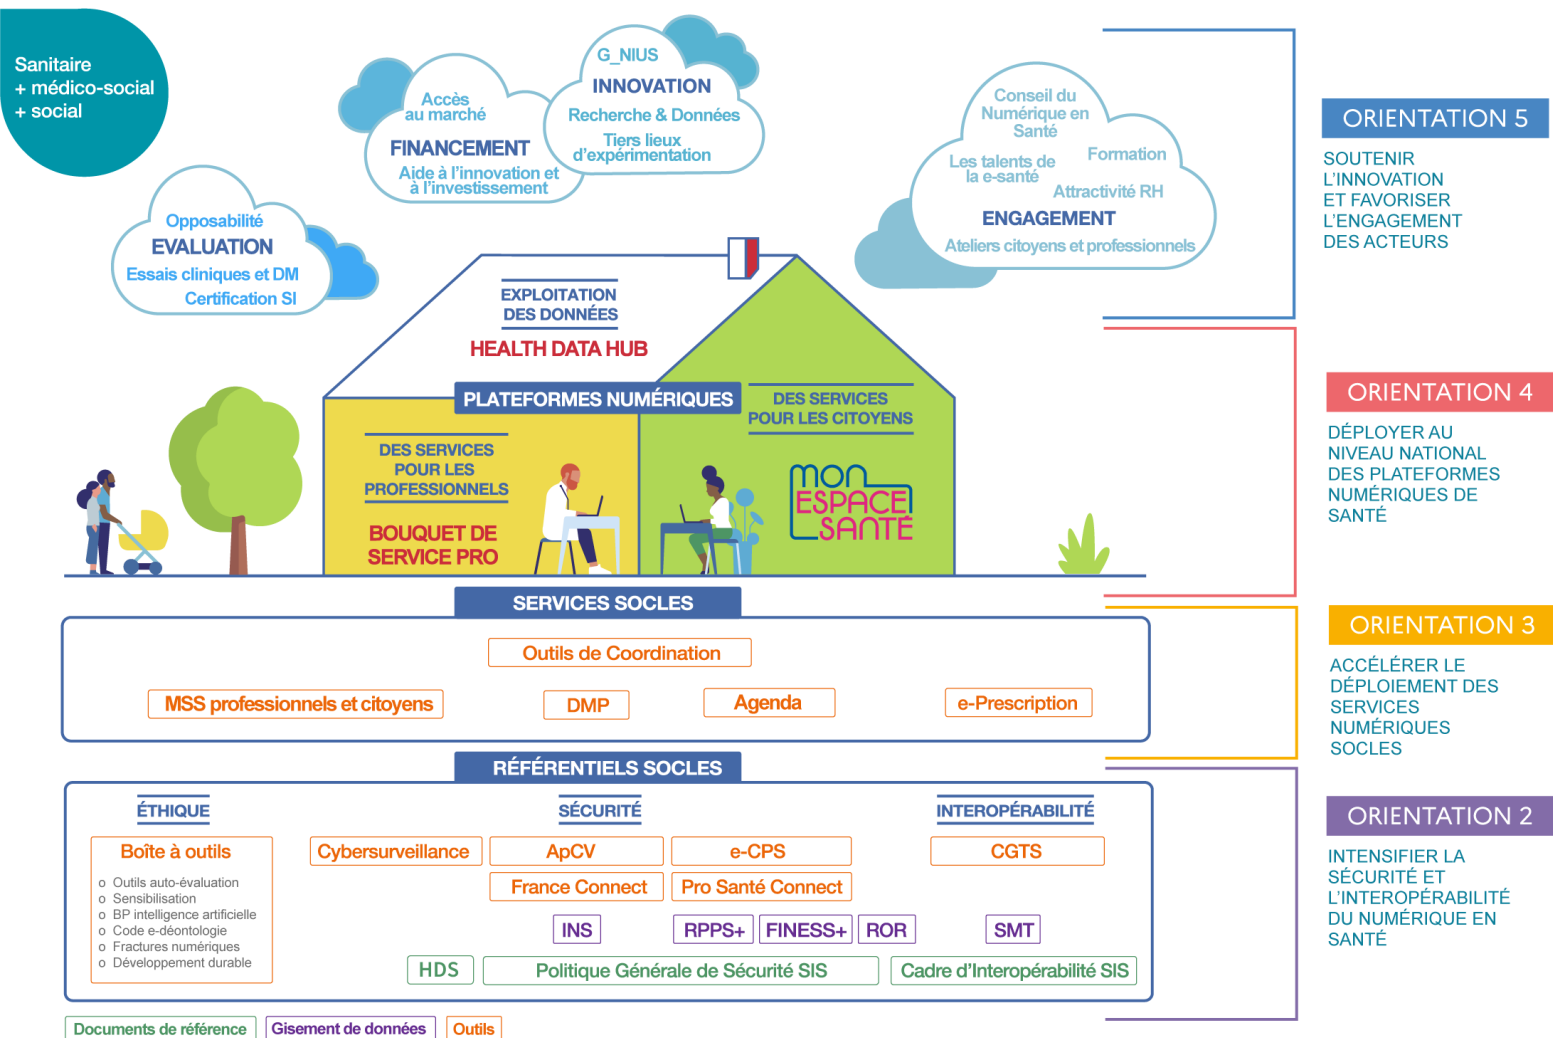 Sanitaire
+ médico-social
+ social
Opposabilité
EVALUATION
Essais cliniques et DM
Certification SI
Accès
au marché
FINANCEMENT
Aide à l'innovation et
à l'investissement
G_NIUS
INNOVATION
Recherche & Données
Tiers lieux
d'expérimentation
Conseil du
Numérique en
Santé
Formation
Les talents de
la e-santé
Attractivité RH
ENGAGEMENT
Ateliers citoyens et professionnels
ORIENTATION 5
SOUTENIR
L'INNOVATION
ET FAVORISER
L'ENGAGEMENT
DES ACTEURS
EXPLOITATION
DES DONNÉES
HEALTH DATA HUB
PLATEFORMES NUMÉRIQUES
DES SERVICES
POUR LES CITOYENS
DES SERVICES
POUR LES
PROFESSIONNELS
BOUQUET DE
SERVICE PRO
mon
ESPACE
SANTÉ
ORIENTATION 4
DÉPLOYER AU
NIVEAU NATIONAL
DES PLATEFORMES
NUMÉRIQUES DE
SANTÉ
SERVICES SOCLES
Outils de Coordination
MSS professionnels et citoyens
DMP
Agenda
e-Prescription
ORIENTATION 3
ACCÉLÉRER LE
DÉPLOIEMENT DES
SERVICES
NUMÉRIQUES
SOCLES
RÉFÉRENTIELS SOCLES
ÉTHIQUE
SÉCURITÉ
INTEROPÉRABILITÉ
Boîte à outils
o Outils auto-évaluation
o Sensibilisation
o BP intelligence artificielle
o Code e-déontologie
o Fractures numériques
o Développement durable
Cybersurveillance
ApCV
e-CPS
CGTS
France Connect
Pro Santé Connect
INS
RPPS+
FINESS+
ROR
SMT
HDS
Politique Générale de Sécurité SIS
Cadre d'Interopérabilité SIS
ORIENTATION 2
INTENSIFIER LA
SÉCURITÉ ET
L'INTEROPÉRABILITÉ
DU NUMÉRIQUE EN
SANTÉ
Documents de référence
Gisement de données
Outils